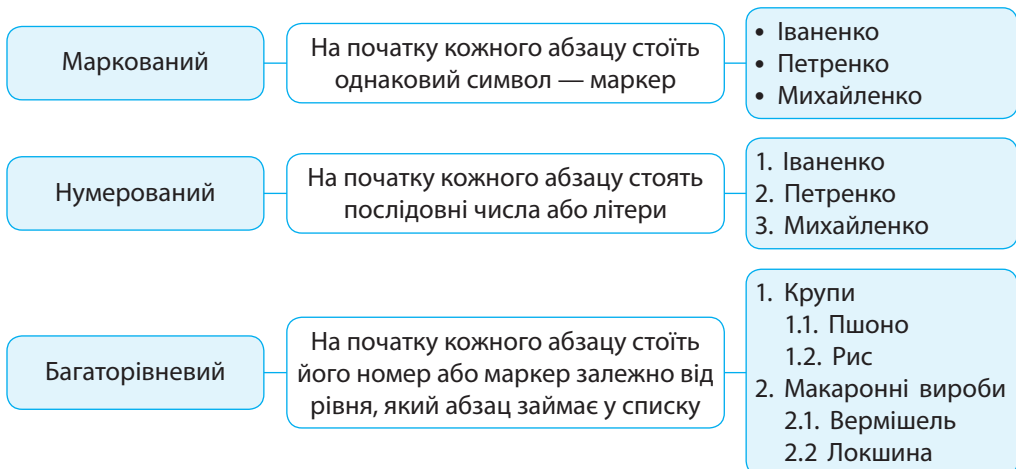 Маркований
На початку кожного абзацу стоїть
однаковий символ — маркер
• Іваненко
• Петренко
• Михайленко
Нумерований
На початку кожного абзацу стоять
послідовні числа або літери
1. Іваненко
2. Петренко
3. Михайленко
Багаторівневий
На початку кожного абзацу стоїть
його номер або маркер залежно від
рівня, який абзац займає у списку
1. Крупи
1.1. Пшоно
1.2. Рис
2. Макаронні вироби
2.1. Вермішель
2.2 Локшина